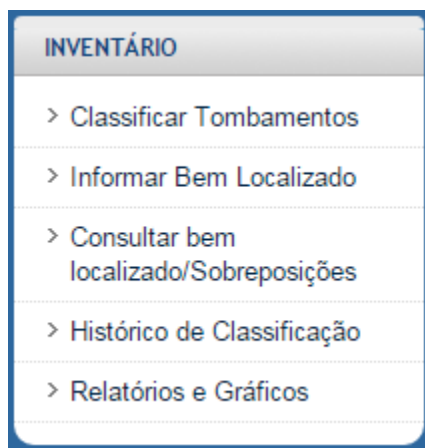 INVENTÁRIO
> Classificar Tombamentos
> Informar Bem Localizado
> Consultar bem
localizado/Sobreposições
> Histórico de Classificação
> Relatórios e Gráficos